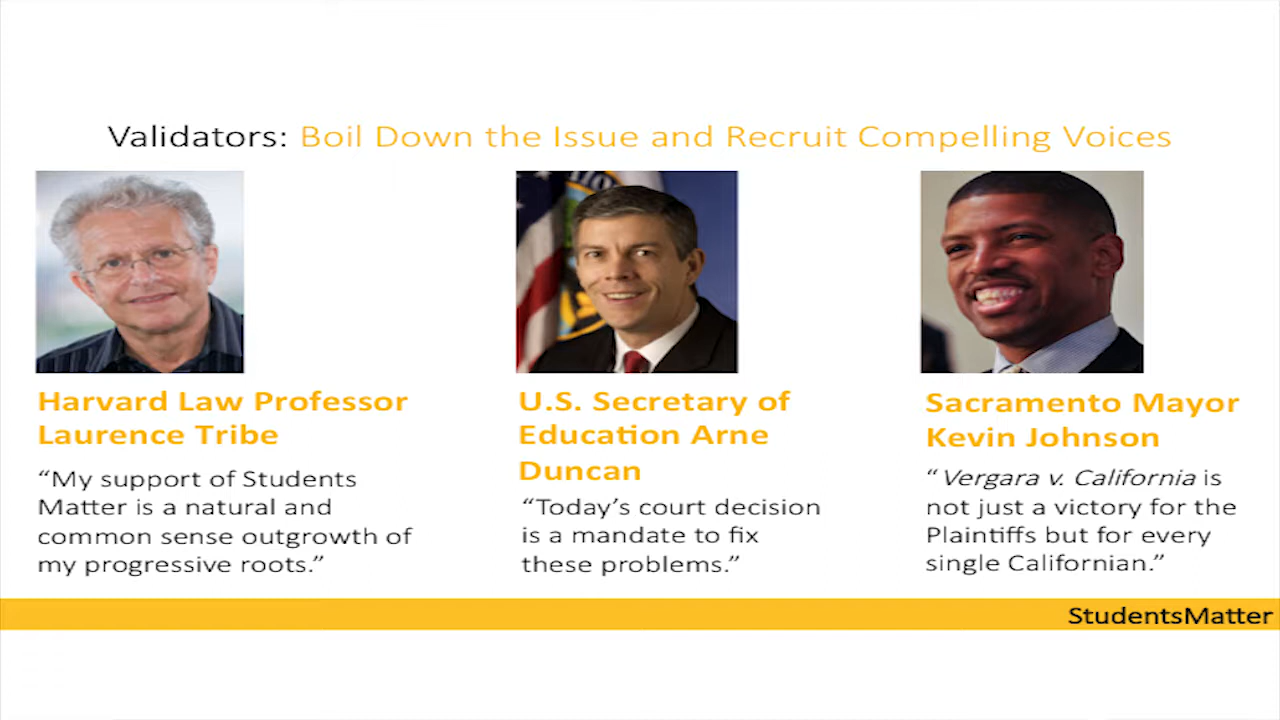 Validators: Boil Down the Issue and Recruit Compelling Voices
Harvard Law Professor
Laurence Tribe
“My support of Students
Matter is a natural and
common sense outgrowth of
my progressive roots.”
U.S. Secretary of
Education Arne
Duncan
“Today’s court decision
is a mandate to fix
these problems.”
Sacramento Mayor
Kevin Johnson
“Vergara v. California is
not just a victory for the
Plaintiffs but for every
single Californian.”
StudentsMatter